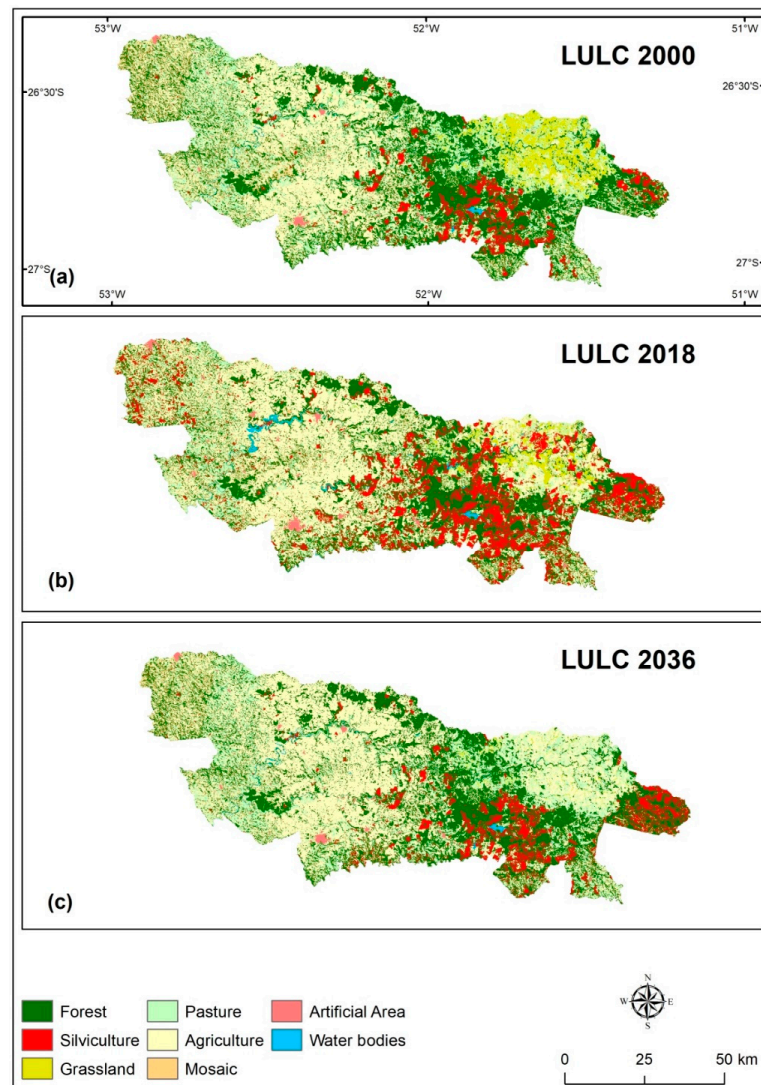 53°W 52°W 51°W
LULC 2000
26°30'S 26°30'S
27°S 27°S
(a)
53°W 52°W 51°W
LULC 2018
(b)
LULC 2036
(c)
N
W E
S
Forest Pasture Artificial Area
Silviculture Agriculture Water bodies
Grassland Mosaic
0 25 50 km